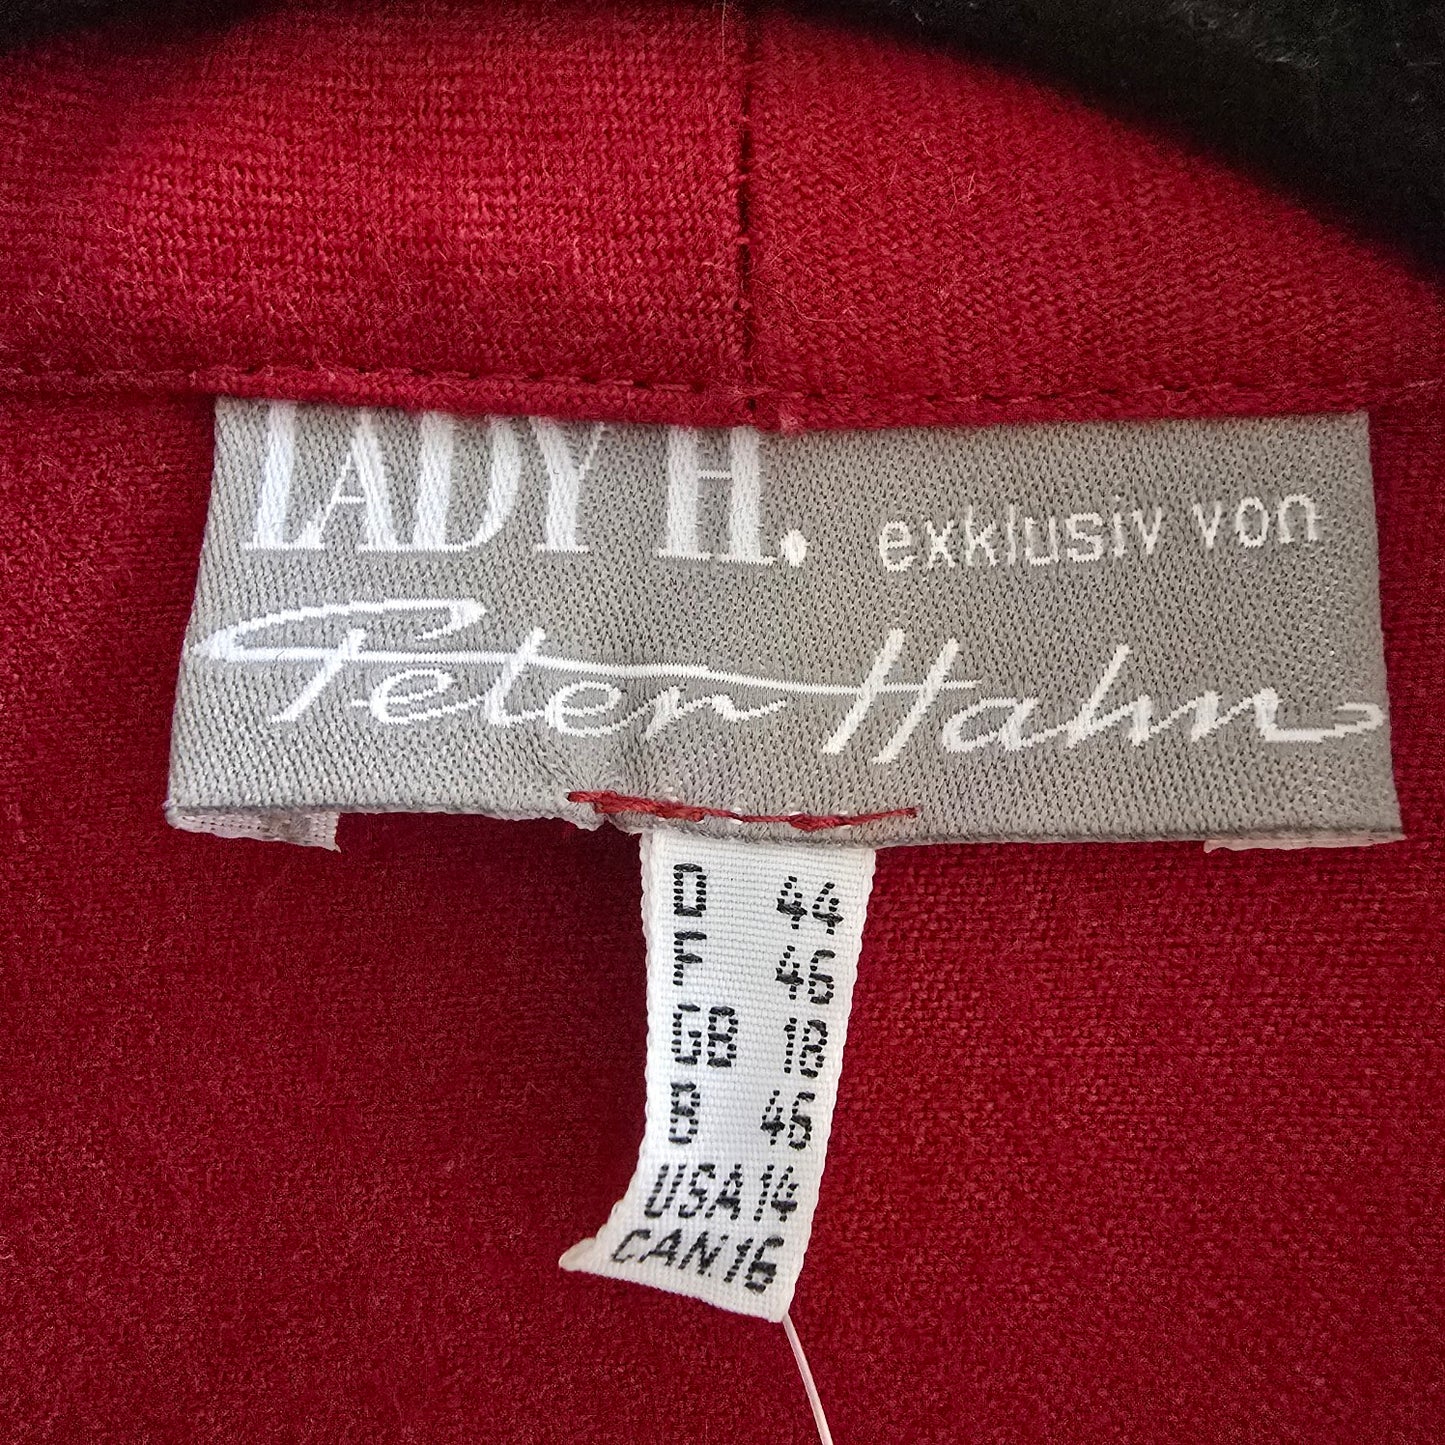 LADY H. exklusiv von
Peter Hahn
D 44
F 46
GB 18
B 46
USA 14
CAN 16